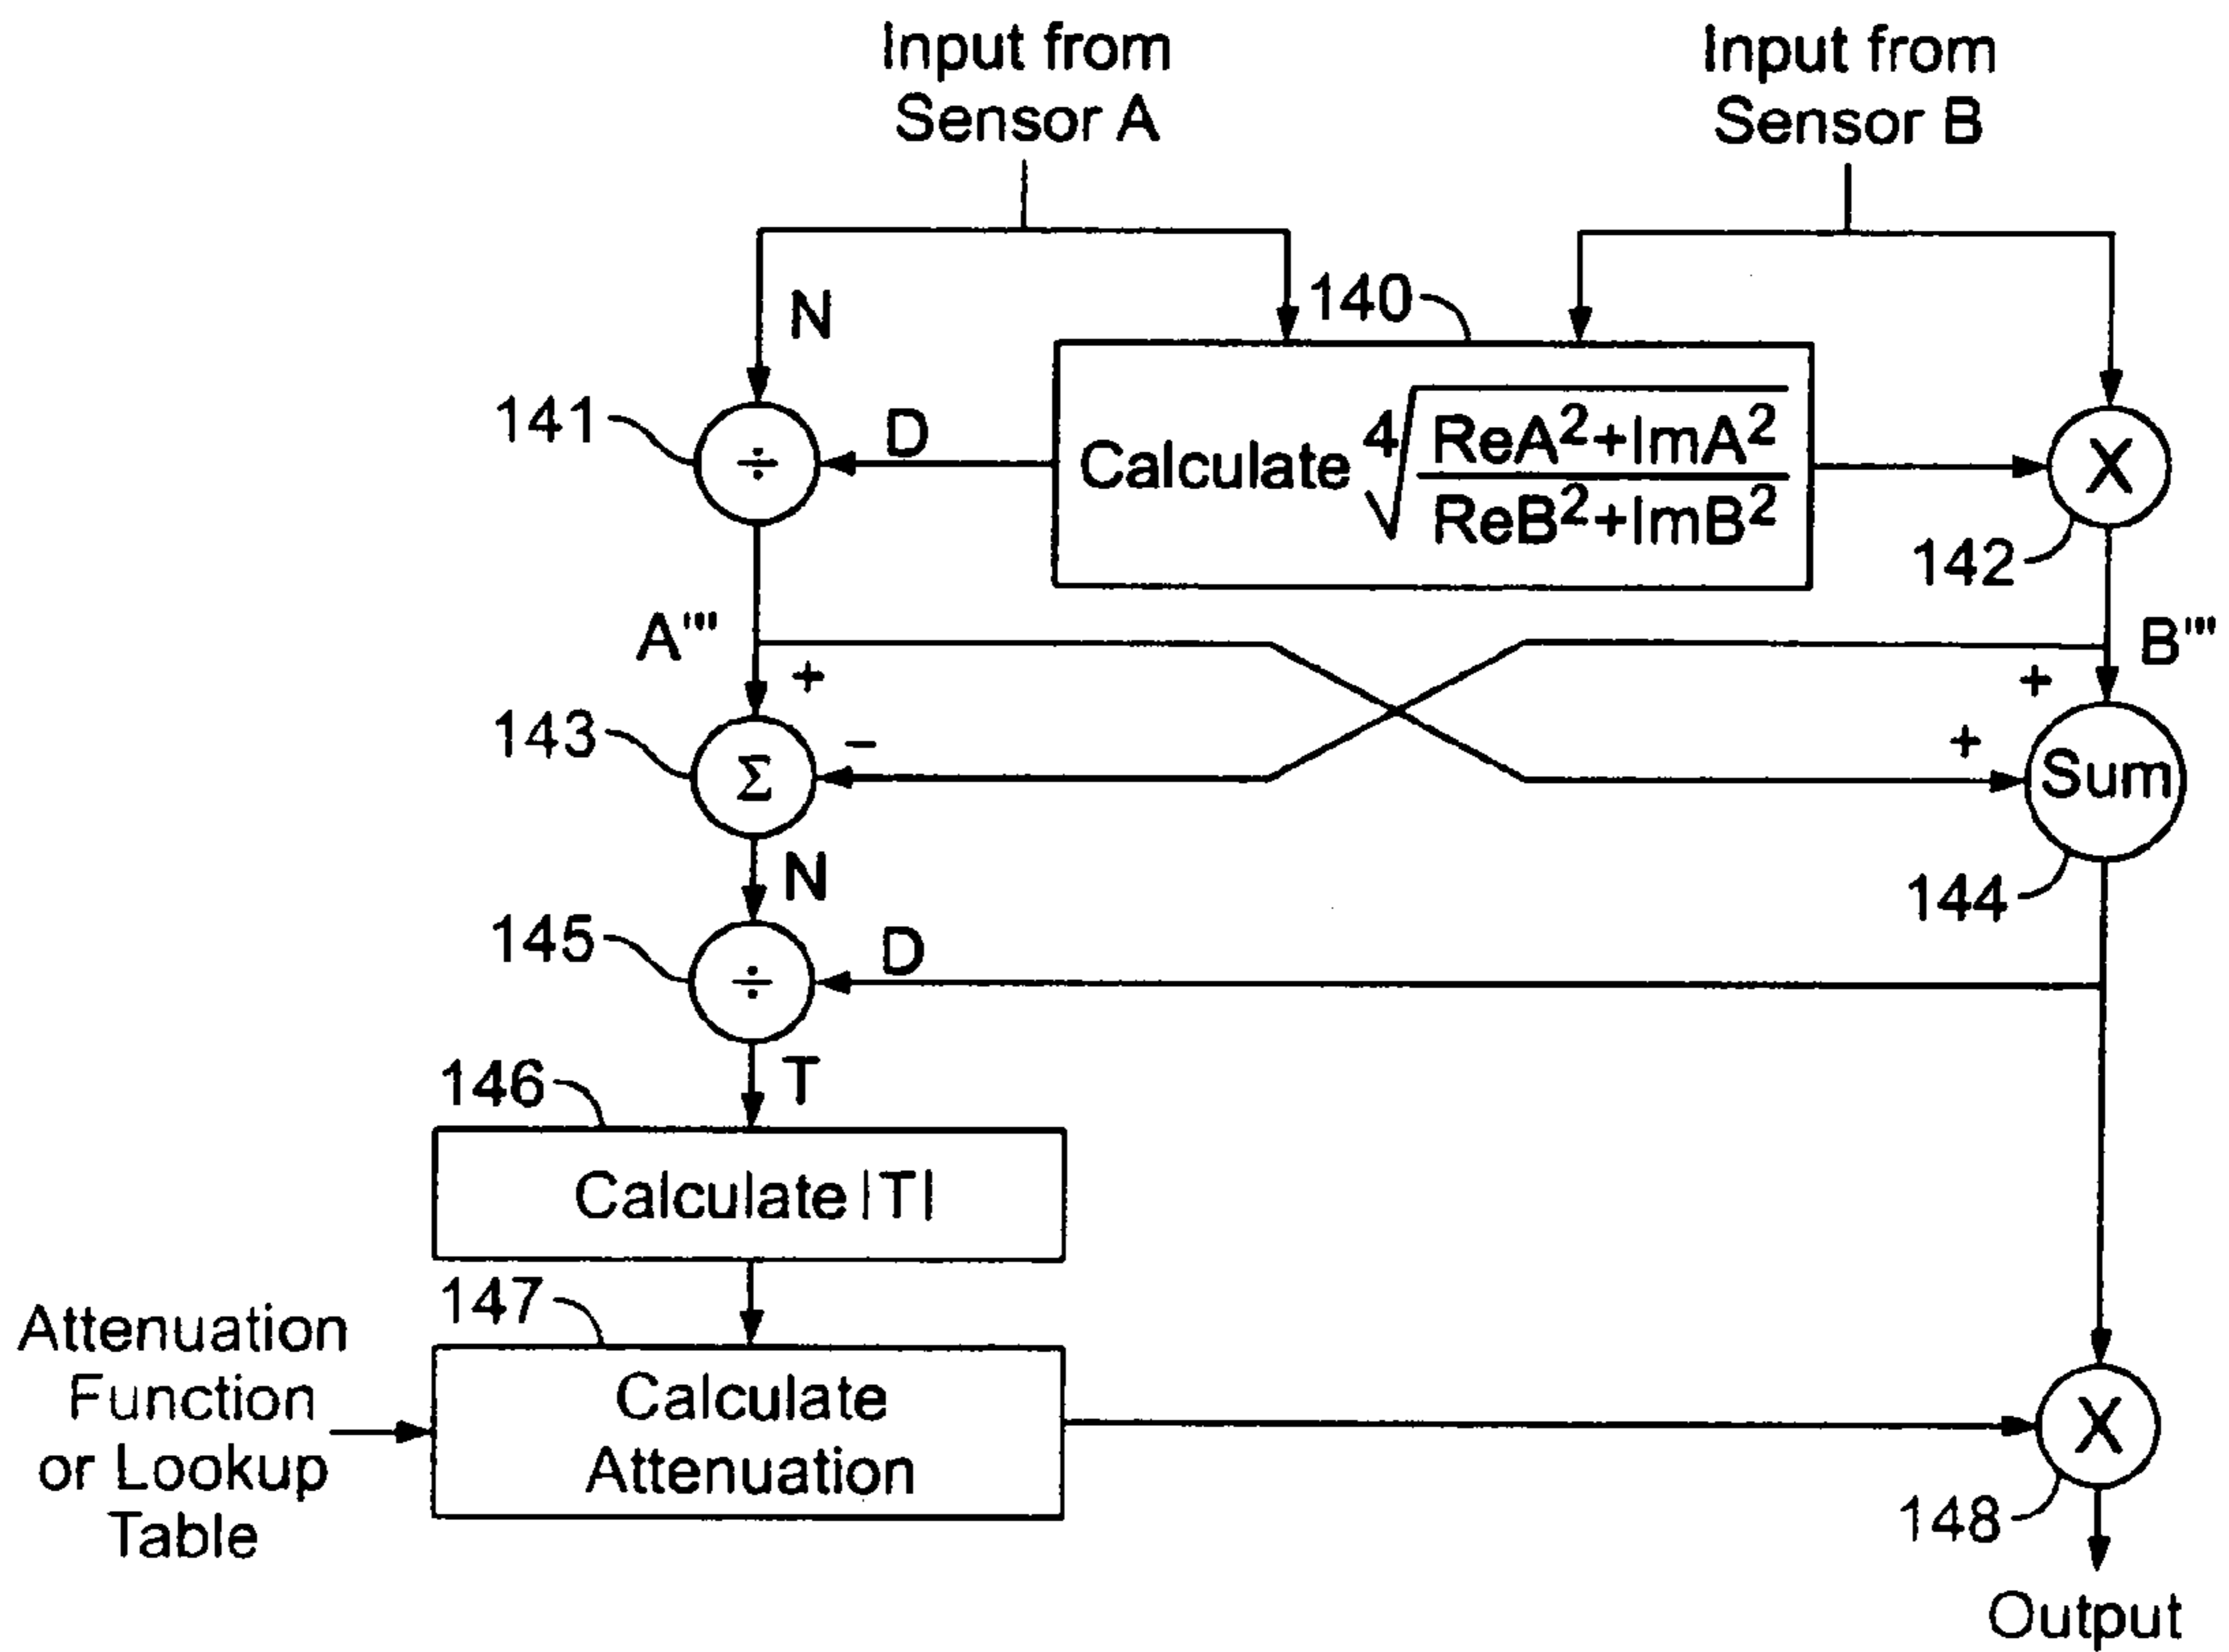 Input from
Sensor A
Input from
Sensor B
N
140
141
÷
D
Calculate ∜((ReA²+ImA²)/(ReB²+ImB²))
X
142
A'''
B'''
+
+
143
Σ
−
+
Sum
N
144
145
÷
D
T
146
Calculate |T|
147
Attenuation
Function
or Lookup
Table
Calculate
Attenuation
X
148
Output